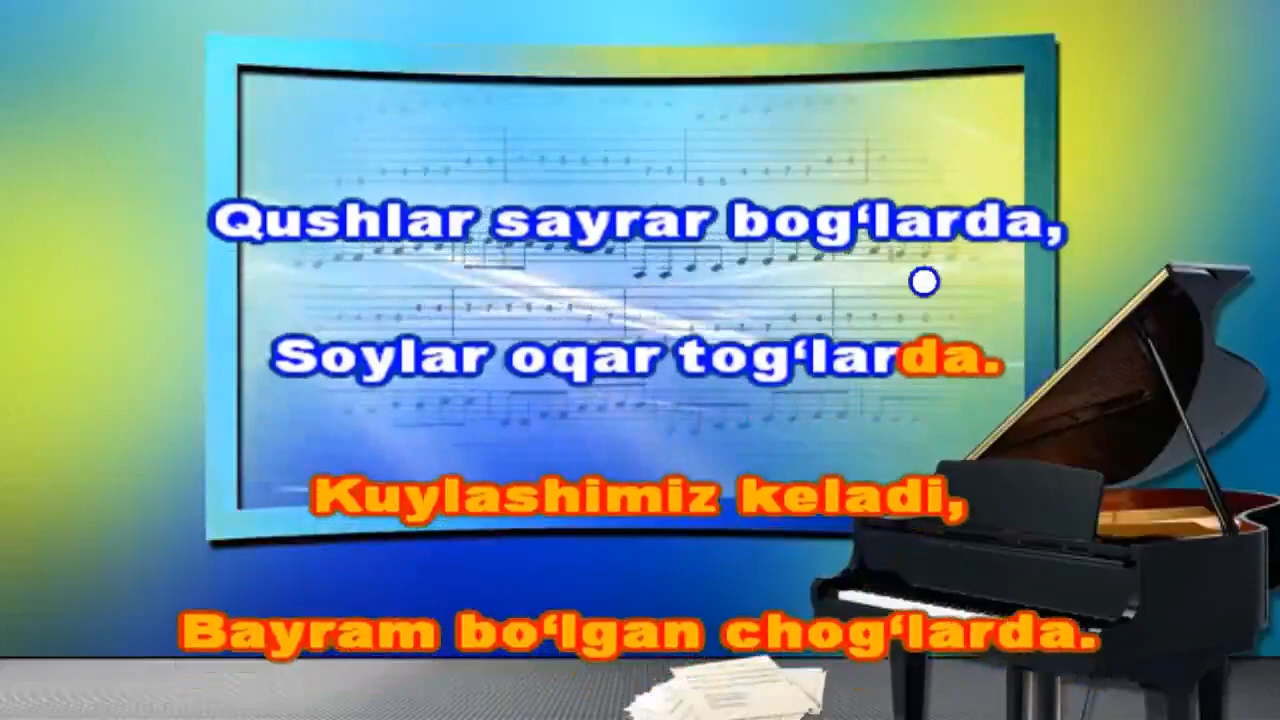 Qushlar sayrar bog‘larda,
Soylar oqar tog‘larda.
Kuylashimiz keladi,
Bayram bo‘lgan chog‘larda.